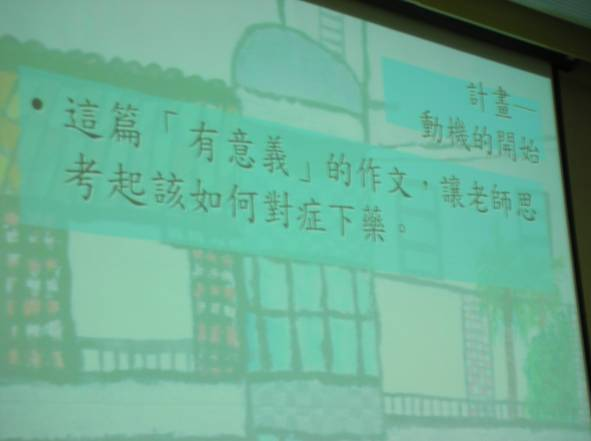 計畫—
動機的開始
•這篇「有意義」的作文，讓老師思
考起該如何對症下藥。